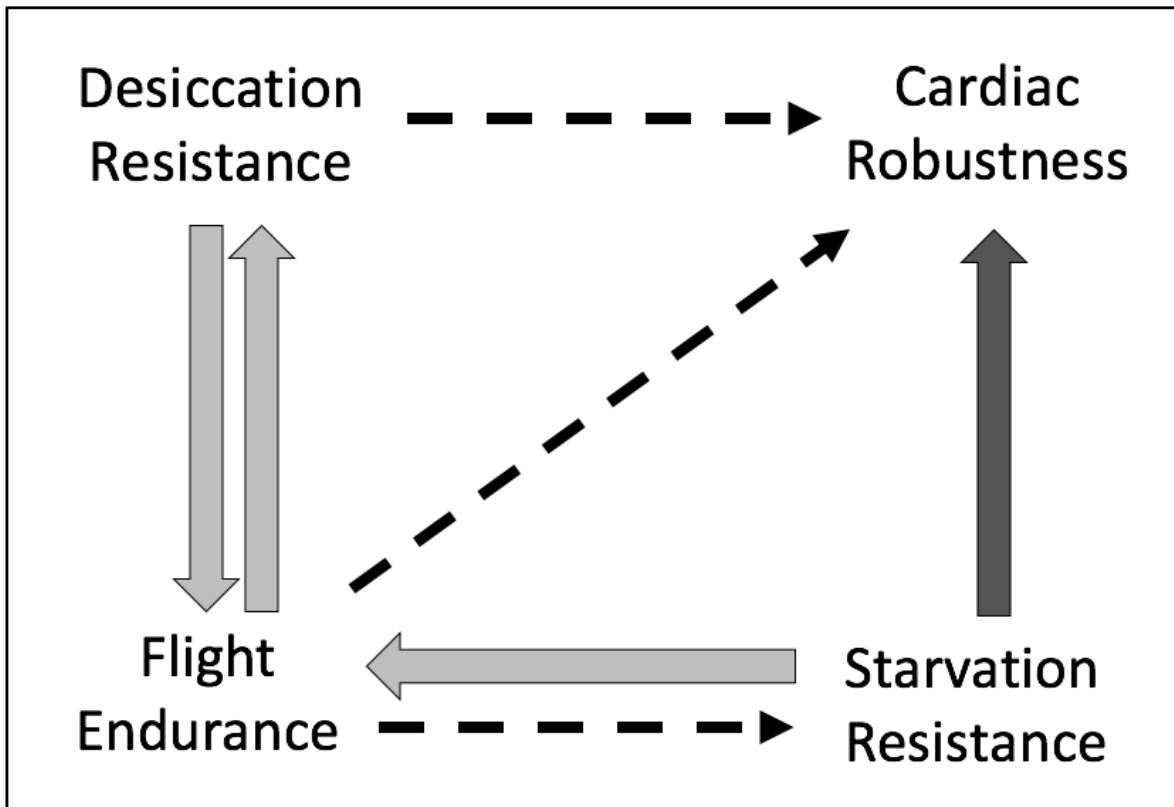 Desiccation
Resistance
Cardiac
Robustness
Flight
Endurance
Starvation
Resistance